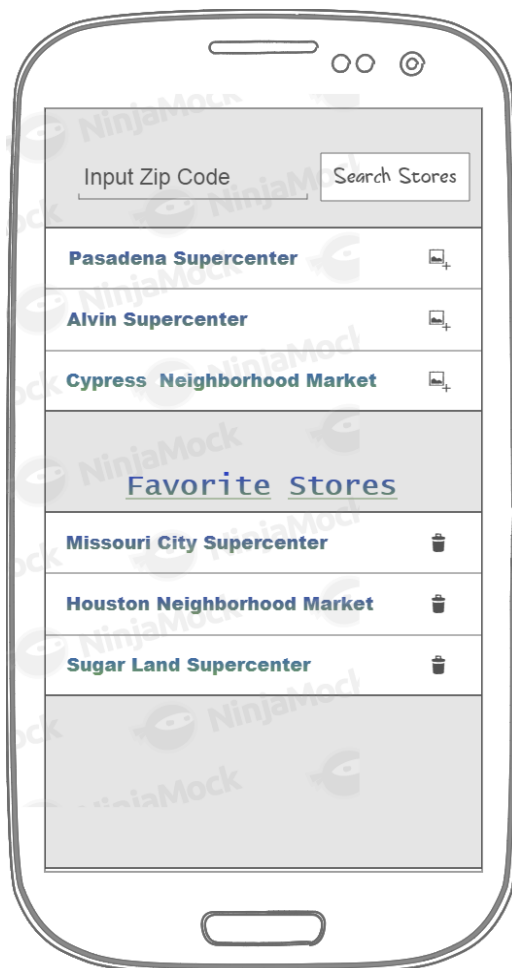 Input Zip Code
Search Stores
Pasadena Supercenter
Alvin Supercenter
Cypress Neighborhood Market
Favorite Stores
Missouri City Supercenter
Houston Neighborhood Market
Sugar Land Supercenter
NinjaMock